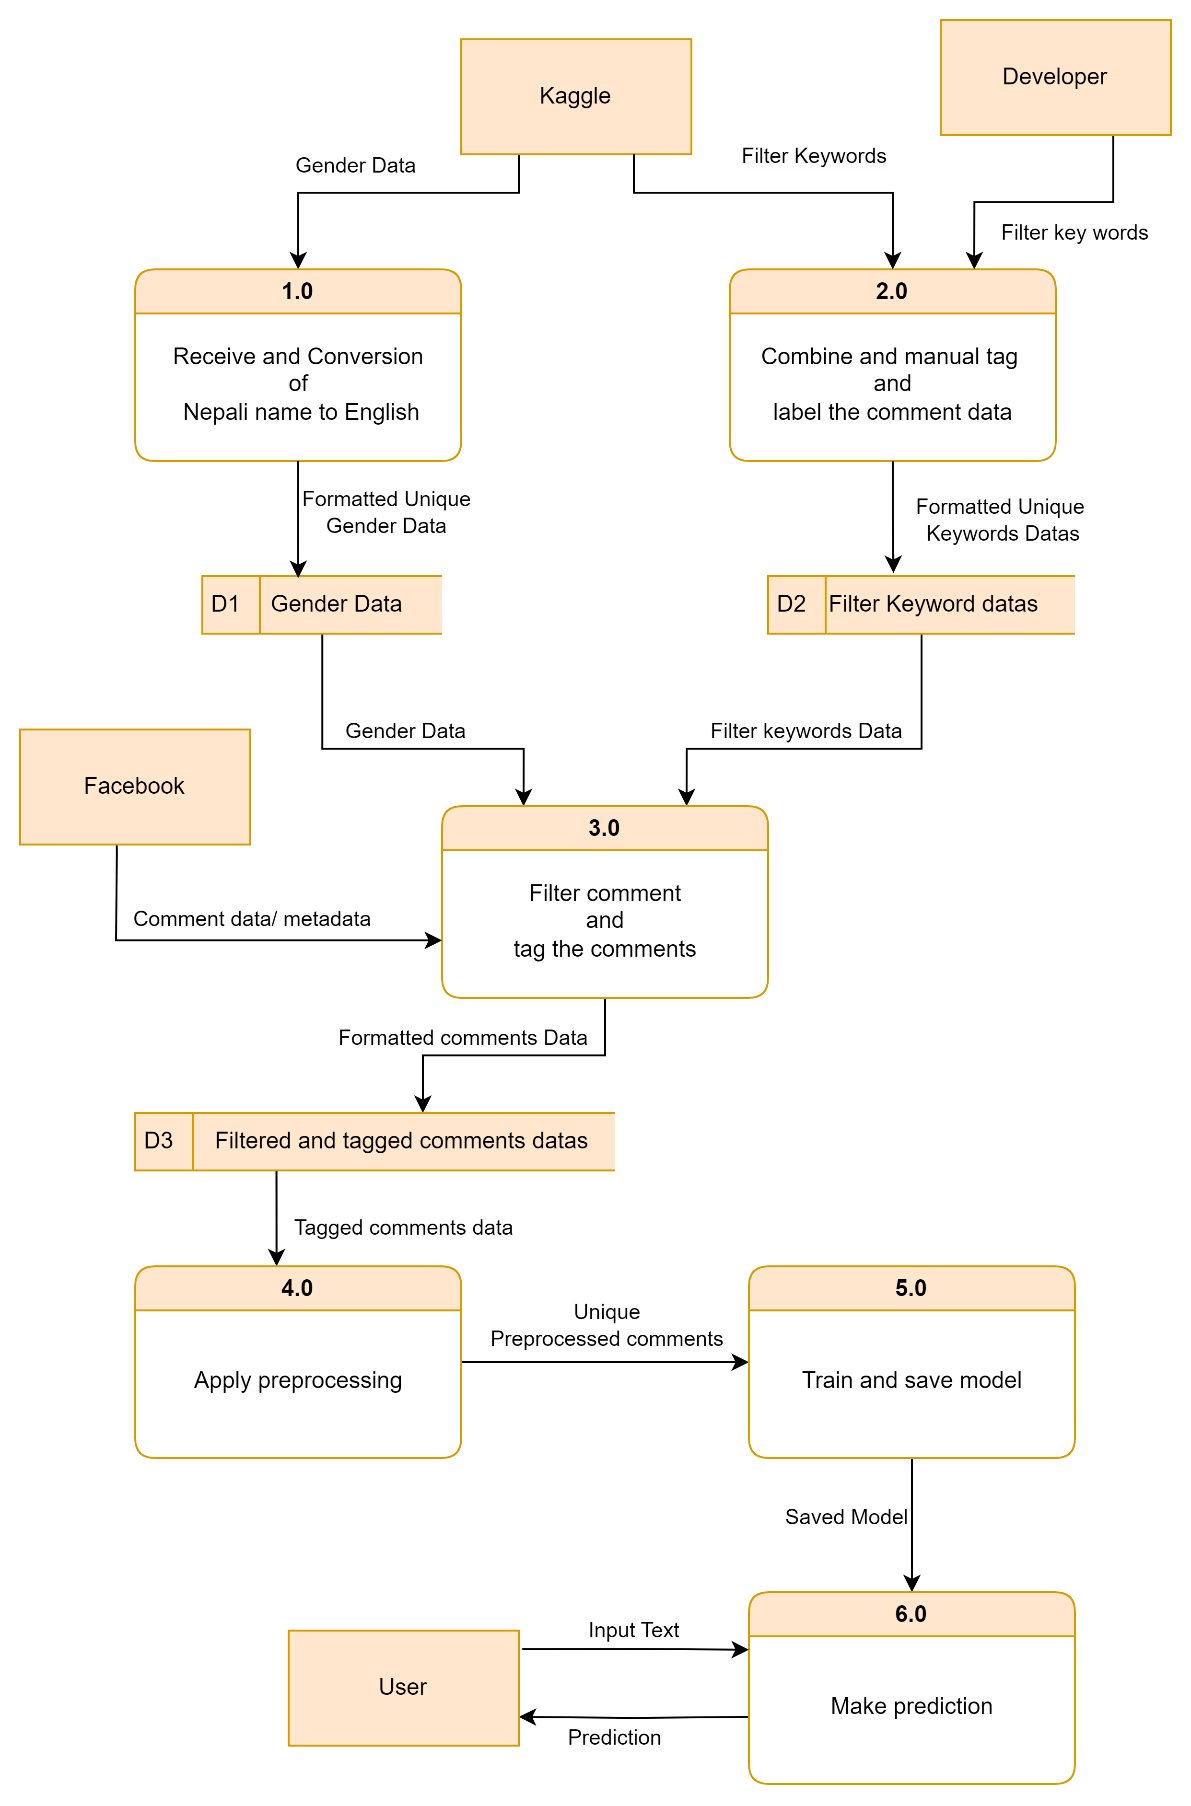 Developer
Kaggle
Gender Data
Filter Keywords
Filter key words
1.0
Receive and Conversion
of
Nepali name to English
2.0
Combine and manual tag
and
label the comment data
Formatted Unique
Gender Data
Formatted Unique
Keywords Datas
D1
Gender Data
D2
Filter Keyword datas
Gender Data
Filter keywords Data
Facebook
Comment data/ metadata
3.0
Filter comment
and
tag the comments
Formatted comments Data
D3
Filtered and tagged comments datas
Tagged comments data
4.0
Apply preprocessing
Unique
Preprocessed comments
5.0
Train and save model
Saved Model
6.0
Make prediction
Input Text
User
Prediction